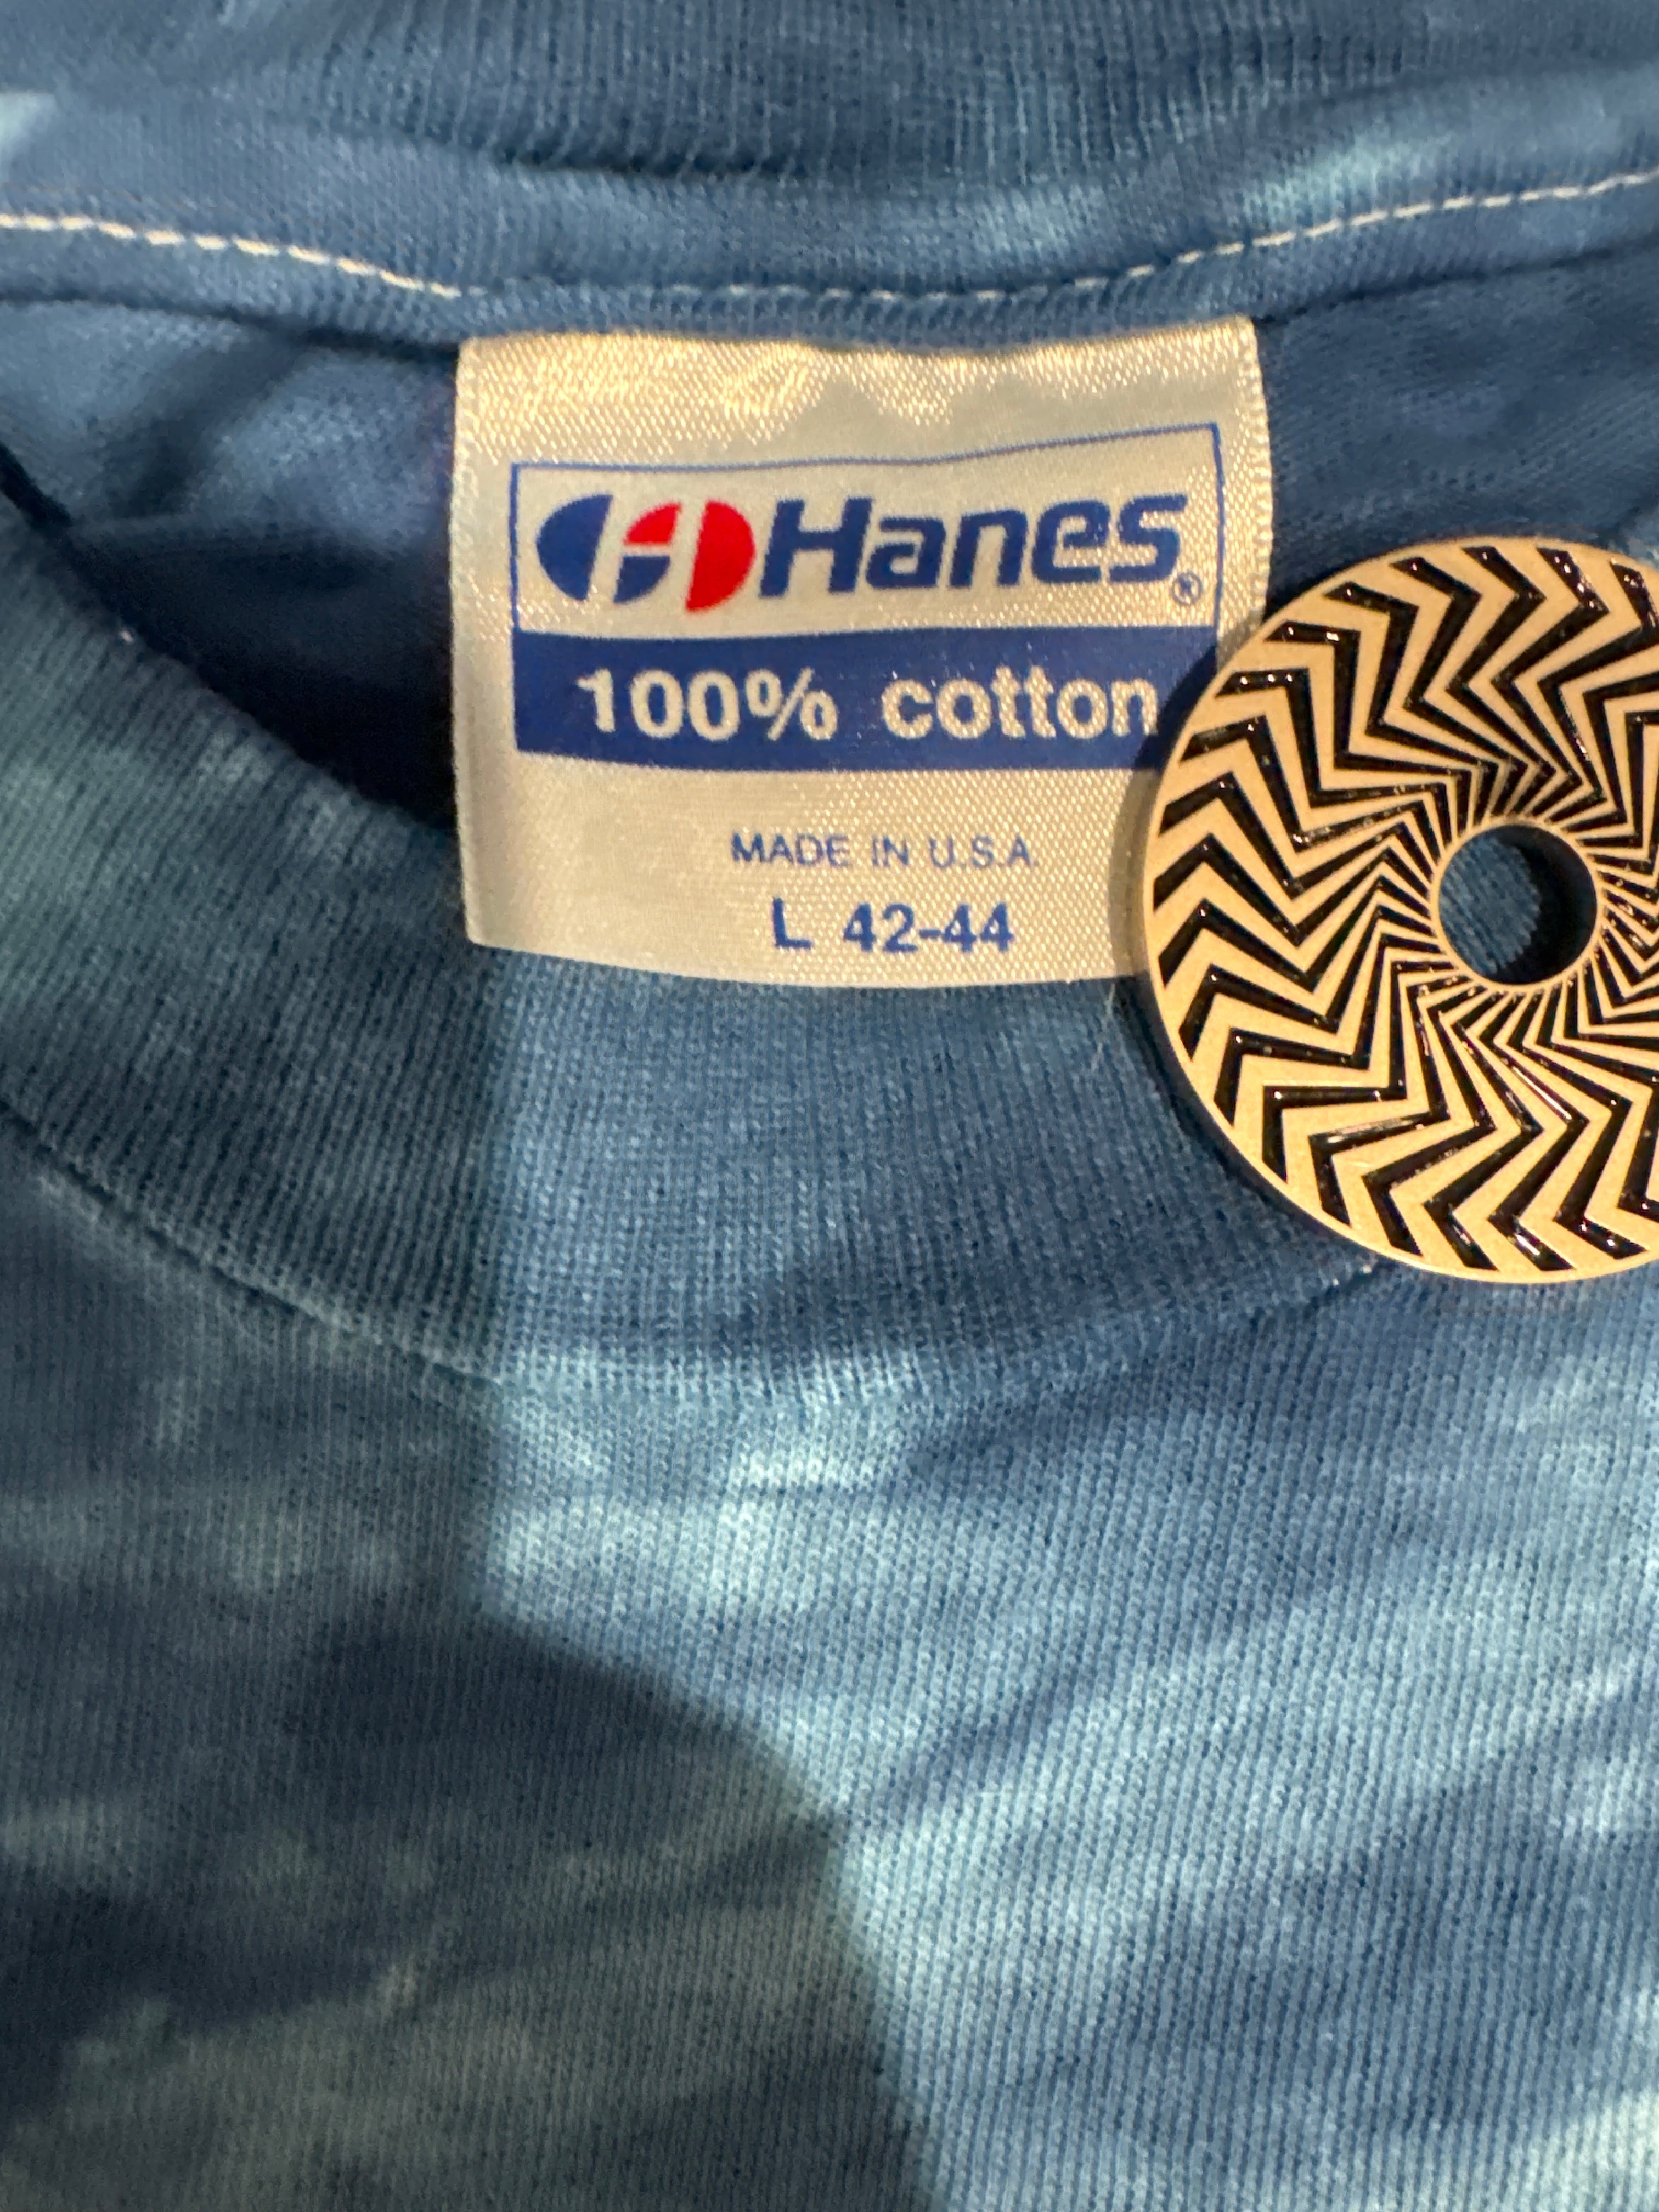 Hanes®
100% cotton
MADE IN U.S.A.
L 42-44